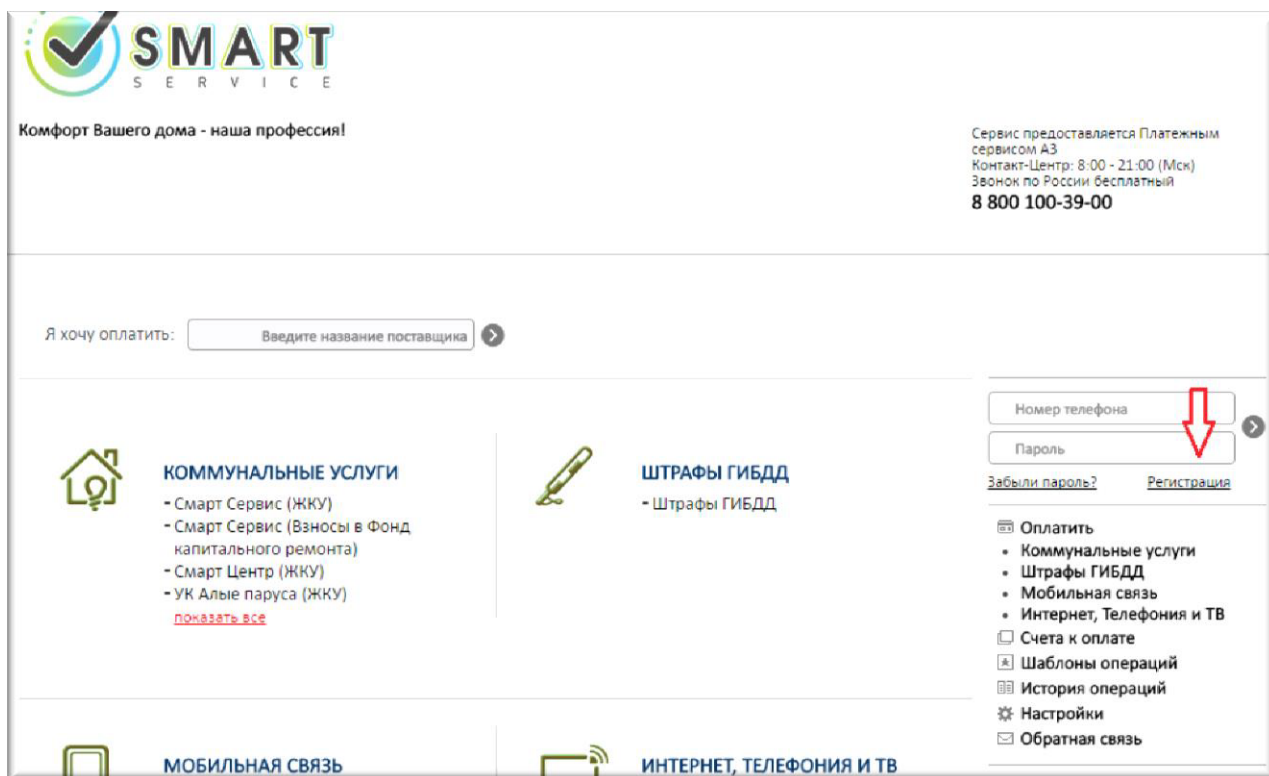 SMART
SERVICE
Комфорт Вашего дома - наша профессия!
Сервис предоставляется Платежным
сервисом А3
Контакт-Центр: 8:00 - 21:00 (Мск)
Звонок по России бесплатный
8 800 100-39-00
Я хочу оплатить:
Введите название поставщика
Номер телефона
Пароль
Забыли пароль?
Регистрация
КОММУНАЛЬНЫЕ УСЛУГИ
- Смарт Сервис (ЖКУ)
- Смарт Сервис (Взносы в Фонд
капитального ремонта)
- Смарт Центр (ЖКУ)
- УК Алые паруса (ЖКУ)
показать все
ШТРАФЫ ГИБДД
- Штрафы ГИБДД
Оплатить
• Коммунальные услуги
• Штрафы ГИБДД
• Мобильная связь
• Интернет, Телефония и ТВ
Счета к оплате
Шаблоны операций
История операций
Настройки
Обратная связь
МОБИЛЬНАЯ СВЯЗЬ
ИНТЕРНЕТ, ТЕЛЕФОНИЯ И ТВ